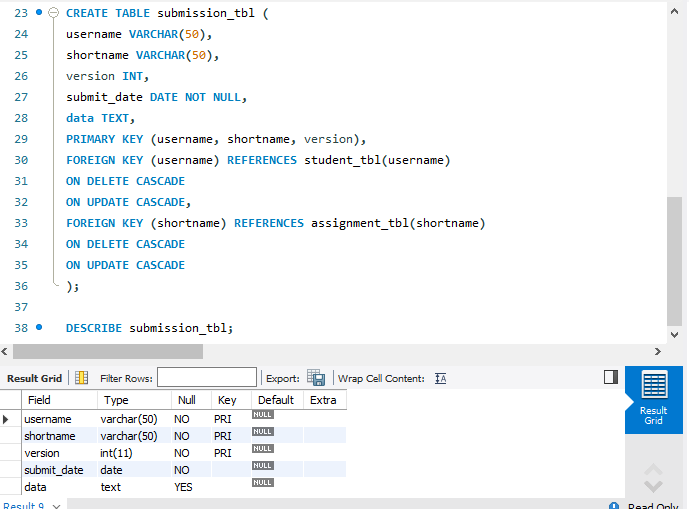 23 CREATE TABLE submission_tbl (
24 username VARCHAR(50),
25 shortname VARCHAR(50),
26 version INT,
27 submit_date DATE NOT NULL,
28 data TEXT,
29 PRIMARY KEY (username, shortname, version),
30 FOREIGN KEY (username) REFERENCES student_tbl(username)
31 ON DELETE CASCADE
32 ON UPDATE CASCADE,
33 FOREIGN KEY (shortname) REFERENCES assignment_tbl(shortname)
34 ON DELETE CASCADE
35 ON UPDATE CASCADE
36 );
37
38 DESCRIBE submission_tbl;
Result Grid Filter Rows: Export: Wrap Cell Content: IA
Field Type Null Key Default Extra
username varchar(50) NO PRI NULL
shortname varchar(50) NO PRI NULL
version int(11) NO PRI NULL
submit_date date NO NULL
data text YES NULL
Result
Grid
Result 9 Read Only